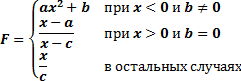 F = { ax² + b при x < 0 и b ≠ 0
(x − a)/(x − c) при x > 0 и b = 0
x/c в остальных случаях